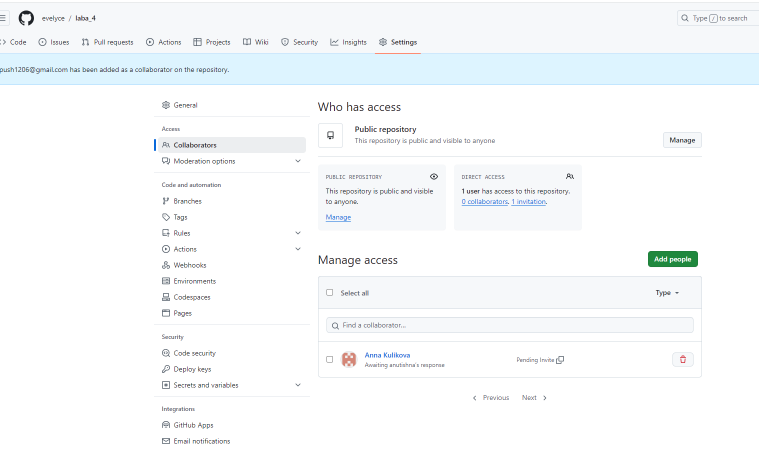 evelyce / laba_4
Type / to search
Code Issues Pull requests Actions Projects Wiki Security Insights Settings
push1206@gmail.com has been added as a collaborator on the repository.
General
Access
Collaborators
Moderation options
Code and automation
Branches
Tags
Rules
Actions
Webhooks
Environments
Codespaces
Pages
Security
Code security
Deploy keys
Secrets and variables
Integrations
GitHub Apps
Email notifications
Who has access
Public repository
This repository is public and visible to anyone
Manage
PUBLIC REPOSITORY
This repository is public and visible
to anyone.
Manage
DIRECT ACCESS
1 user has access to this repository.
0 collaborators. 1 invitation.
Manage access
Add people
Select all
Type
Find a collaborator...
Anna Kulikova
Awaiting anutishna's response
Pending Invite
Previous Next